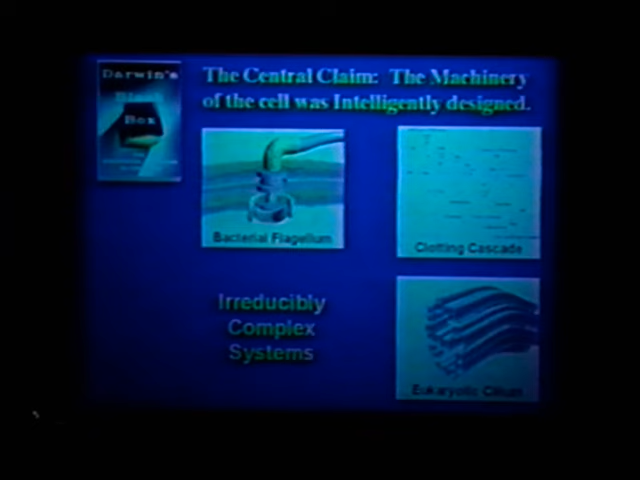 Darwin's
Black
Box
The Central Claim: The Machinery
of the cell was Intelligently designed.
Bacterial Flagellum
Clotting Cascade
Irreducibly
Complex
Systems
Eukaryotic Cilium